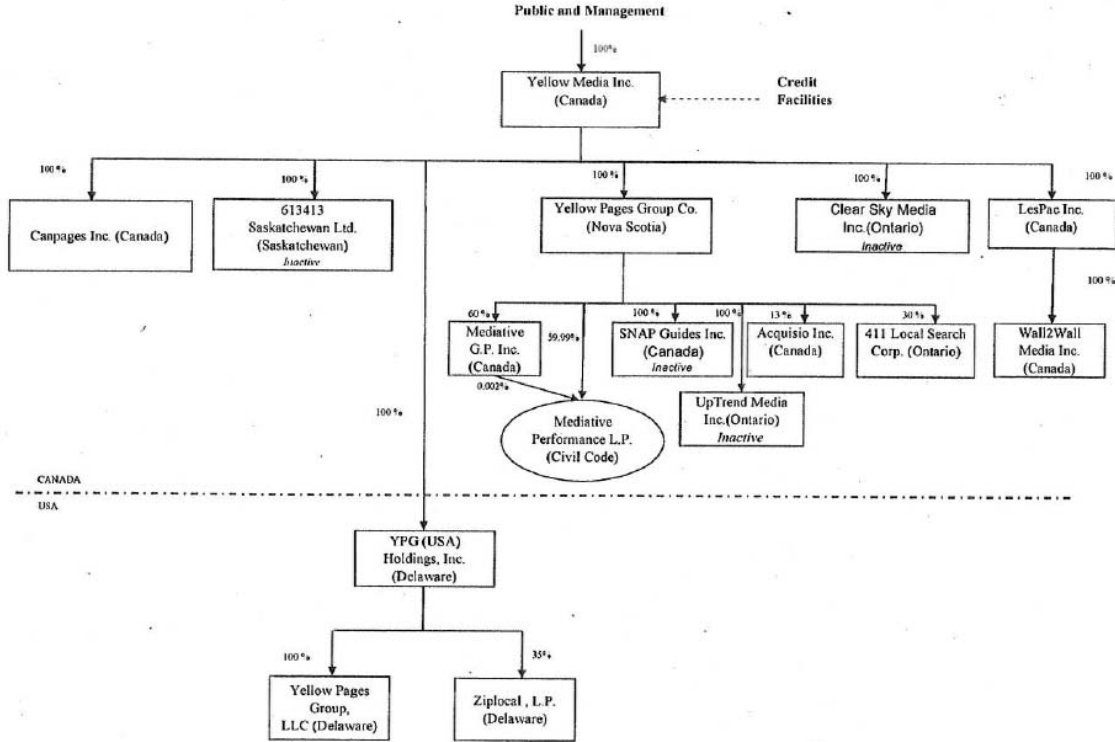 Public and Management
100%
Yellow Media Inc.
(Canada)
Credit
Facilities
100 %
100 %
100 %
100 %
100 %
Canpages Inc. (Canada)
613413
Saskatchewan Ltd.
(Saskatchewan)
Inactive
Yellow Pages Group Co.
(Nova Scotia)
Clear Sky Media
Inc.(Ontario)
Inactive
LesPac Inc.
(Canada)
100 %
60 %
59.99%
100 %
100 %
13 %
30 %
Mediative
G.P. Inc.
(Canada)
SNAP Guides Inc.
(Canada)
Inactive
Acquisio Inc.
(Canada)
411 Local Search
Corp. (Ontario)
Wall2Wall
Media Inc.
(Canada)
0.002%
100 %
Mediative
Performance L.P.
(Civil Code)
UpTrend Media
Inc.(Ontario)
Inactive
CANADA
USA
YPG (USA)
Holdings, Inc.
(Delaware)
100 %
35%
Yellow Pages
Group,
LLC (Delaware)
Ziplocal , L.P.
(Delaware)